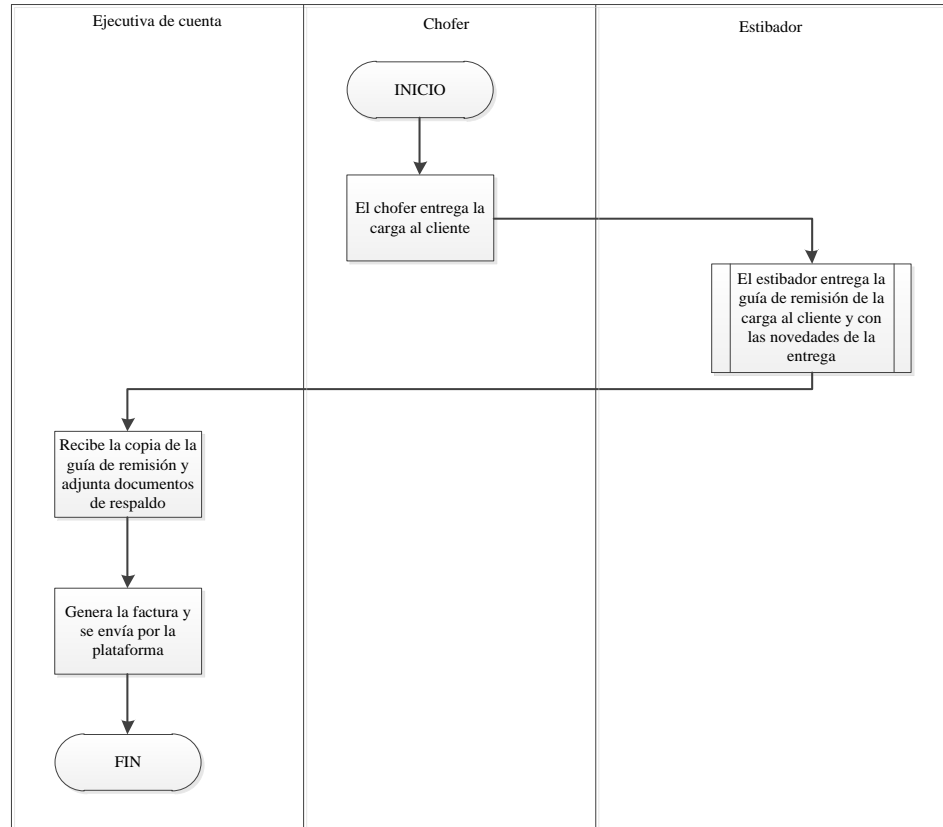 Ejecutiva de cuenta
Chofer
Estibador
INICIO
El chofer entrega la
carga al cliente
El estibador entrega la
guía de remisión de la
carga al cliente y con
las novedades de la
entrega
Recibe la copia de la
guía de remisión y
adjunta documentos
de respaldo
Genera la factura y
se envía por la
plataforma
FIN